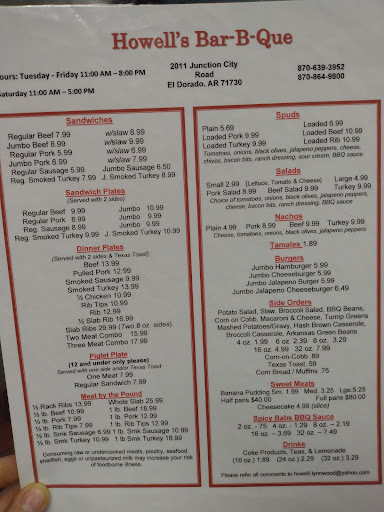 Howell's Bar-B-Que
ours: Tuesday - Friday 11:00 AM – 8:00 PM
aturday 11:00 AM – 5:00 PM
2011 Junction City
Road
El Dorado, AR 71730
870-639-3952
870-864-9800
Sandwiches
Regular Beef 7.99 w/slaw 8.99
Jumbo Beef 8.99 w/slaw 9.99
Regular Pork 5.99 w/slaw 6.99
Jumbo Pork 6.99 w/slaw 7.99
Regular Sausage 5.99 Jumbo Sausage 6.50
Reg. Smoked Turkey 7.99 J. Smoked Turkey 8.99
Sandwich Plates
(Served with 2 sides)
Regular Beef 9.99 Jumbo 10.99
Regular Pork 8.99 Jumbo 9.99
Reg. Sausage 8.99 Jumbo 9.99
Reg. Smoked Turkey 9.99 J. Smoked Turkey 10.99
Dinner Plates
(Served with 2 sides & Texas Toast)
Beef 13.99
Pulled Pork 12.99
Smoked Sausage 9.99
Smoked Turkey 13.99
½ Chicken 10.99
Rib Tips 10.99
Rib 12.99
½ Slab Rib 16.99
Slab Ribs 29.99 (Two 8 oz. sides)
Two Meat Combo 15.99
Three Meat Combo 17.99
Piglet Plate
(12 and under only please)
Served with one side and/or Texas Toast
One Meat 7.99
Regular Sandwich 7.99
Meat by the Pound
½ Rack Ribs 13.99 Whole Slab 25.99
½ lb. Beef 10.99 1 lb. Beef 18.99
½ lb. Pork 7.99 1 lb. Pork 12.99
½ lb. Rib Tips 7.99 1 lb. Rib Tips 12.99
½ lb. Smk Sausage 8.99 1 lb. Smk Sausage 10.99
½ lb. Smk Turkey 10.99 1 lb. Smk Turkey 18.99
Consuming raw or undercooked meats, poultry, seafood,
shellfish, eggs or unpasteurized milk may increase your risk
of foodborne illness.
Spuds
Plain 5.69 Loaded 6.99
Loaded Pork 9.99 Loaded Beef 10.99
Loaded Turkey 9.99 Loaded Rib 10.99
Tomatoes, onions, black olives, jalapeno peppers, cheese,
chives, bacon bits, ranch dressing, sour cream, BBQ sauce
Salads
Small 2.99 (Lettuce, Tomato & Cheese) Large 4.99
Pork Salad 8.99 Beef Salad 9.99 Turkey 9.99
Choice of tomatoes, onions, black olives, jalapeno peppers,
cheese, bacon bits, ranch dressing, BBQ sauce
Nachos
Plain 4.99 Pork 8.99 Beef 9.99 Turkey 9.99
Cheese, tomatoes, onions, black olives, jalapeno peppers
Tamales 1.89
Burgers
Jumbo Hamburger 5.99
Jumbo Cheeseburger 5.99
Jumbo Jalapeno Burger 5.99
Jumbo Jalapeno Cheeseburger 6.49
Side Orders
Potato Salad, Slaw, Broccoli Salad, BBQ Beans,
Corn on Cobb, Macaroni & Cheese, Turnip Greens
Mashed Potatoes/Gravy, Hash Brown Casserole,
Broccoli Casserole, Arkansas Green Beans
4 oz. 1.99 6 oz. 2.39 8 oz. 3.29
16 oz. 4.99 32 oz. 7.99
Corn-on-Cobb .89
Texas Toast .59
Corn Bread / Muffins .75
Sweet Meats
Banana Pudding Sm. 1.99 Med. 3.25 Lge.5.25
Half pans $40.00 Full pans $80.00
Cheesecake 4.99 (slice)
Spicy Babs BBQ Sauce
2 oz. - .75 4 oz. - 1.29 8 oz. – 2.19
16 oz. – 3.69 32 oz. – 7.49
Drinks
Coke Products, Teas, & Lemonade
(16 oz.) 1.89 (24 oz.) 2.29 (32 oz.) 3.29
Please refer all comments to howell-lynnwood@yahoo.com